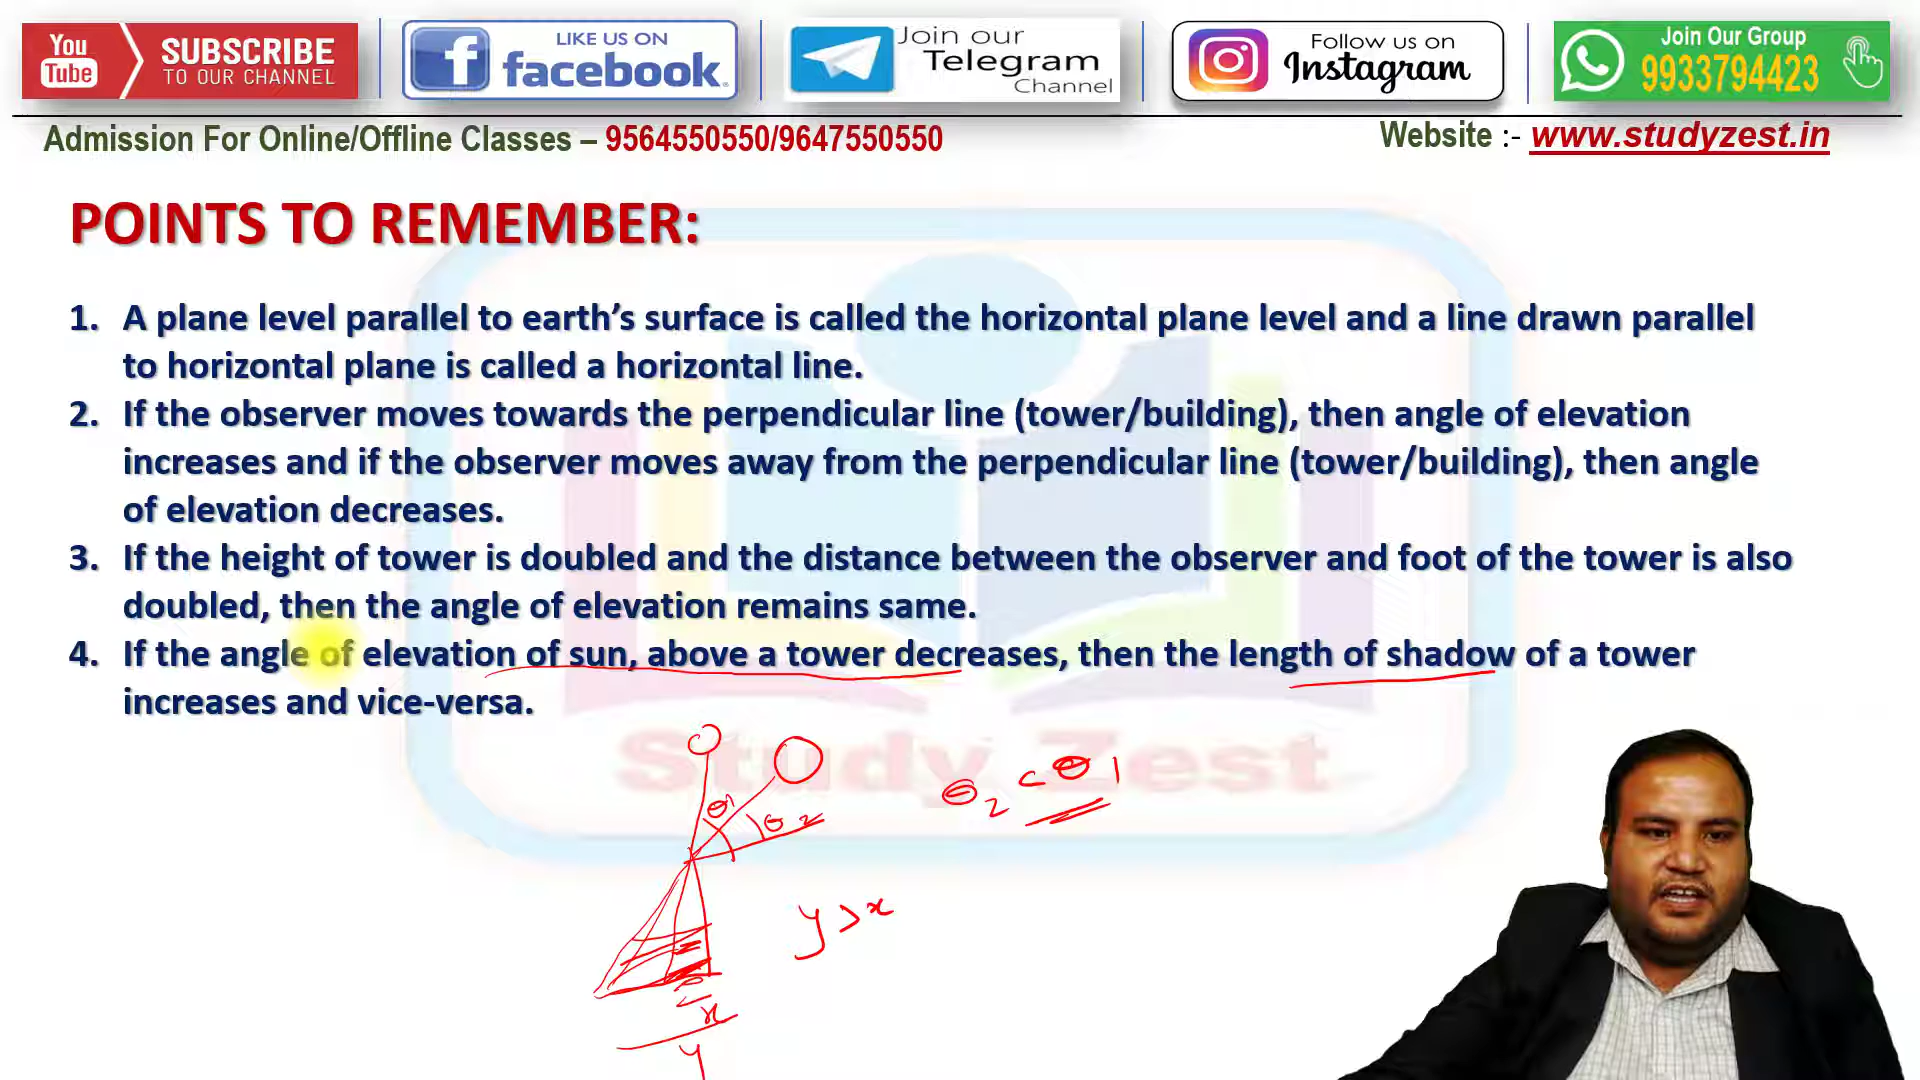 You Tube SUBSCRIBE TO OUR CHANNEL
LIKE US ON facebook.
Join our Telegram Channel
Follow us on Instagram
Join Our Group 9933794423
Admission For Online/Offline Classes – 9564550550/9647550550
Website :- www.studyzest.in
POINTS TO REMEMBER:
1. A plane level parallel to earth’s surface is called the horizontal plane level and a line drawn parallel
to horizontal plane is called a horizontal line.
2. If the observer moves towards the perpendicular line (tower/building), then angle of elevation
increases and if the observer moves away from the perpendicular line (tower/building), then angle
of elevation decreases.
3. If the height of tower is doubled and the distance between the observer and foot of the tower is also
doubled, then the angle of elevation remains same.
4. If the angle of elevation of sun, above a tower decreases, then the length of shadow of a tower
increases and vice-versa.
Study Zest
θ1
θ2
θ2 < θ1
y > x
x
y